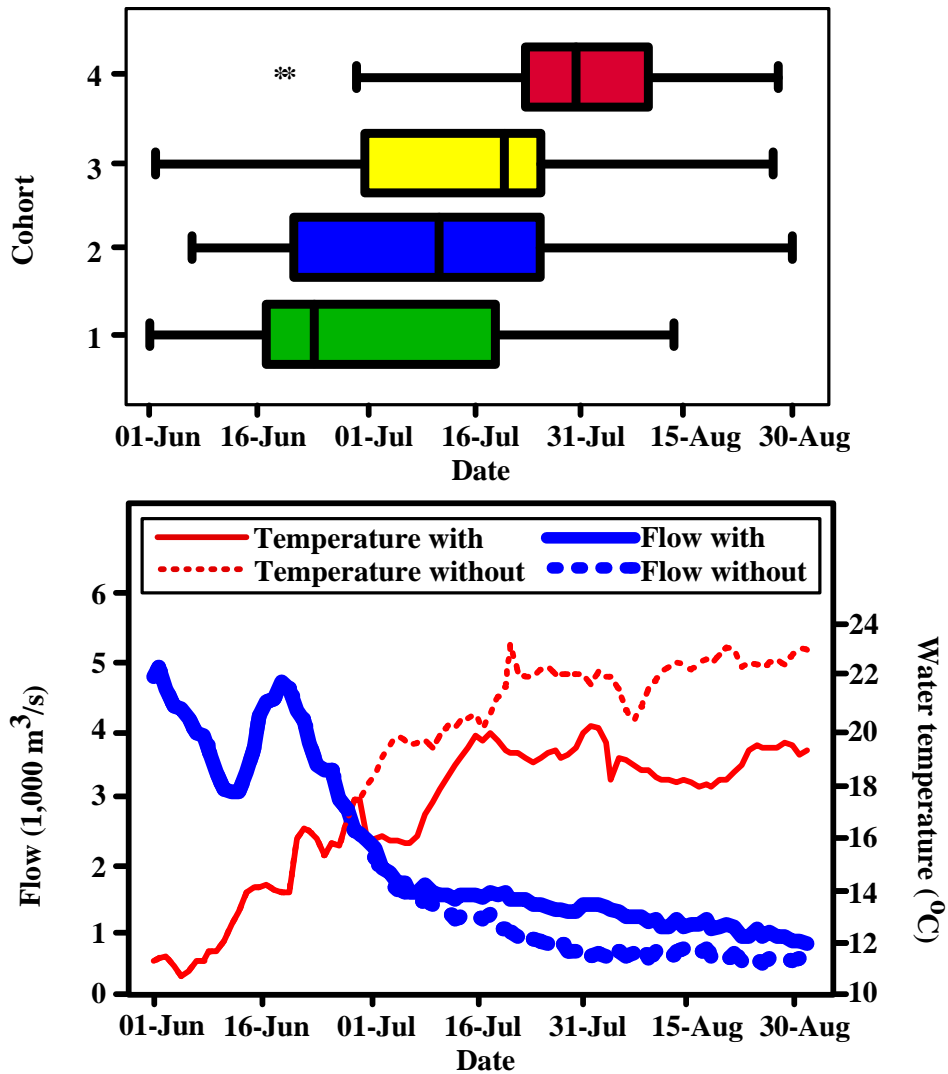 **
4
3
2
1
Cohort
01-Jun 16-Jun 01-Jul 16-Jul 31-Jul 15-Aug 30-Aug
Date
Temperature with Flow with
Temperature without Flow without
6
5
4
3
2
1
0
Flow (1,000 m³/s)
24
22
20
18
16
14
12
10
Water temperature (⁰C)
01-Jun 16-Jun 01-Jul 16-Jul 31-Jul 15-Aug 30-Aug
Date